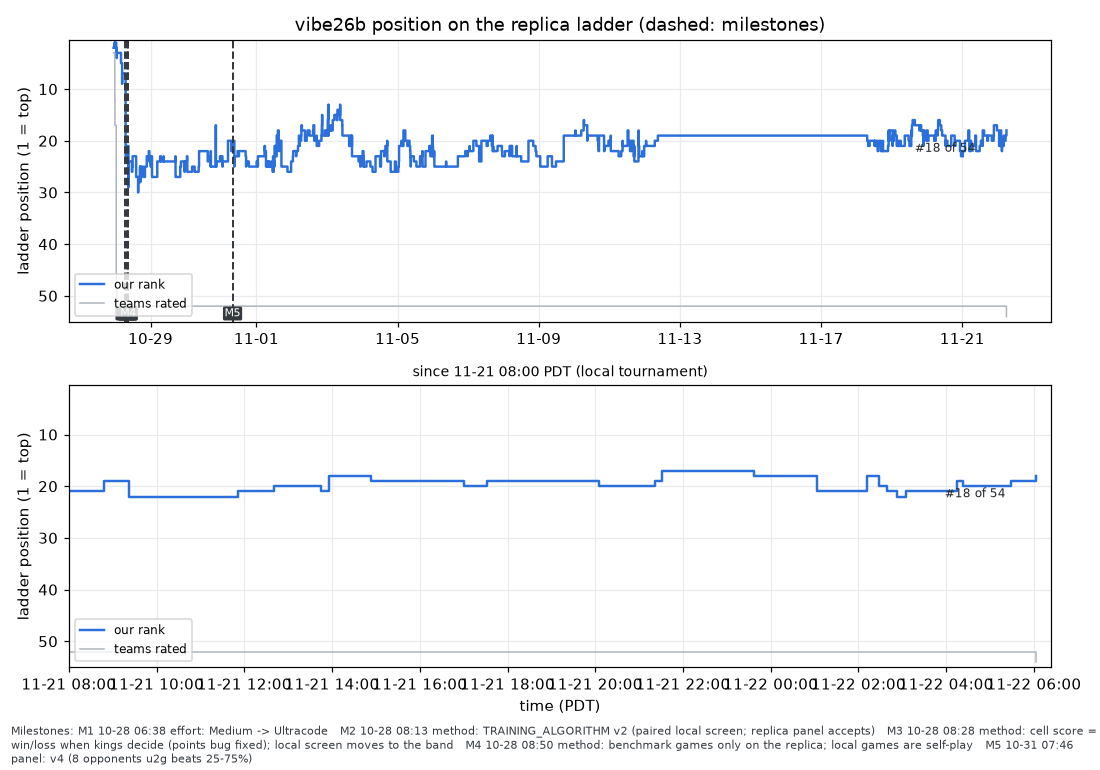 vibe26b position on the replica ladder (dashed: milestones)
ladder position (1 = top)
10
20
30
40
50
#18 of 54
our rank
teams rated
M4
M5
10-29
11-01
11-05
11-09
11-13
11-17
11-21
since 11-21 08:00 PDT (local tournament)
ladder position (1 = top)
10
20
30
40
50
#18 of 54
our rank
teams rated
11-21 08:00
11-21 10:00
11-21 12:00
11-21 14:00
11-21 16:00
11-21 18:00
11-21 20:00
11-21 22:00
11-22 00:00
11-22 02:00
11-22 04:00
11-22 06:00
time (PDT)
Milestones: M1 10-28 06:38 effort: Medium -> Ultracode M2 10-28 08:13 method: TRAINING_ALGORITHM v2 (paired local screen; replica panel accepts) M3 10-28 08:28 method: cell score =
win/loss when kings decide (points bug fixed); local screen moves to the band M4 10-28 08:50 method: benchmark games only on the replica; local games are self-play M5 10-31 07:46
panel: v4 (8 opponents u2g beats 25-75%)